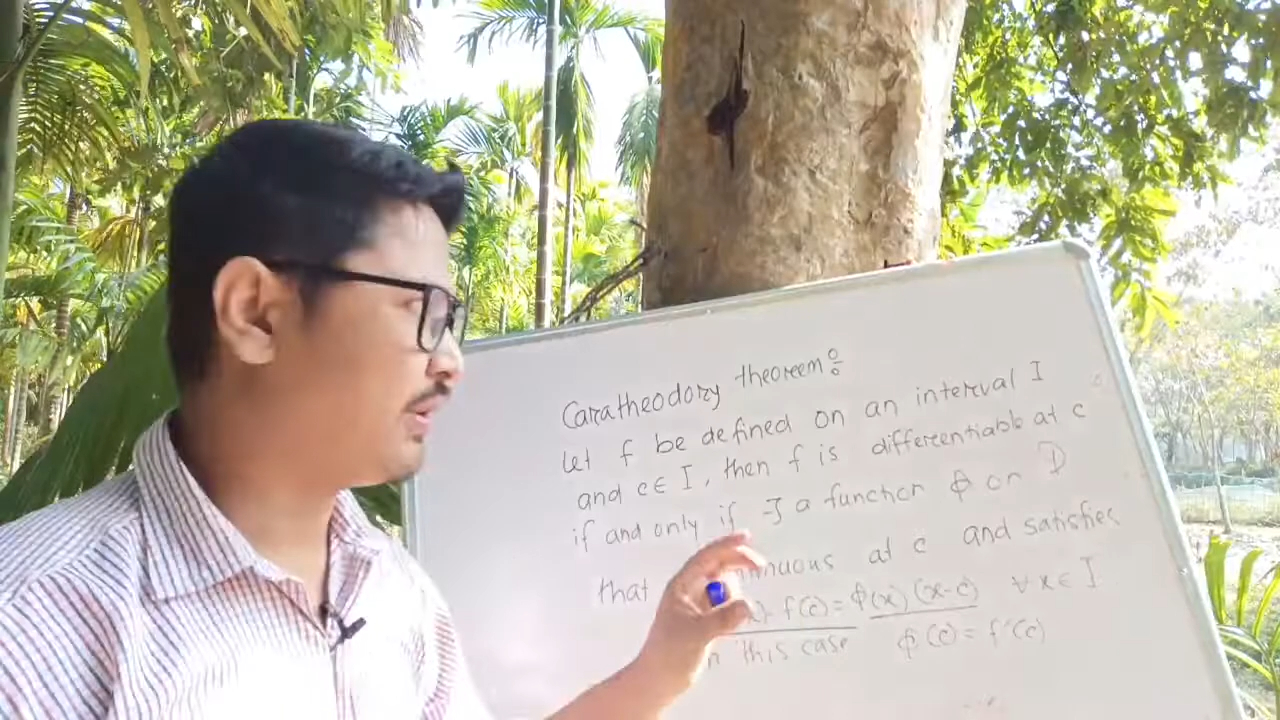 Caratheodory theorem:
let f be defined on an interval I
and c ∈ I, then f is differentiable at c
if and only if ∃ a function φ on D
that nuous at c and satisfies
f(c) = φ(x) (x-c) ∀ x ∈ I
this case φ(c) = f'(c)